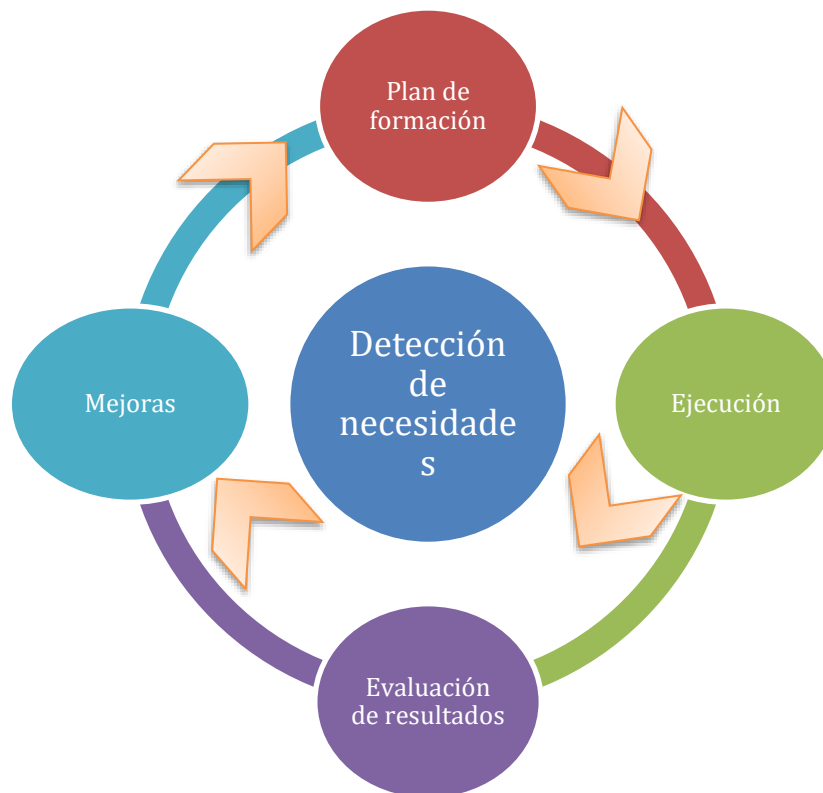 Plan de
formación
Detección
de
necesidade
s
Mejoras
Ejecución
Evaluación
de resultados